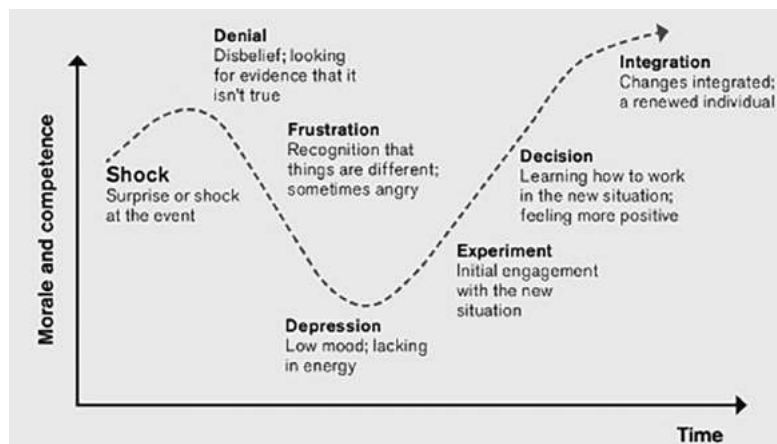 Morale and competence
Shock
Surprise or shock
at the event
Denial
Disbelief; looking
for evidence that it
isn't true
Frustration
Recognition that
things are different;
sometimes angry
Depression
Low mood; lacking
in energy
Experiment
Initial engagement
with the new
situation
Decision
Learning how to work
in the new situation;
feeling more positive
Integration
Changes integrated;
a renewed individual
Time